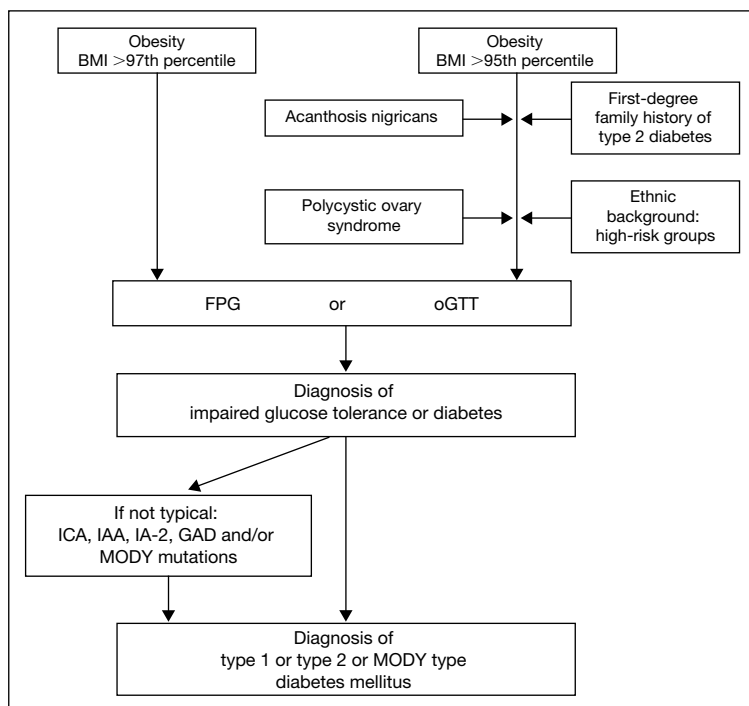 Obesity
BMI >97th percentile
Obesity
BMI >95th percentile
Acanthosis nigricans
First-degree
family history of
type 2 diabetes
Polycystic ovary
syndrome
Ethnic
background:
high-risk groups
FPG or oGTT
Diagnosis of
impaired glucose tolerance or diabetes
If not typical:
ICA, IAA, IA-2, GAD and/or
MODY mutations
Diagnosis of
type 1 or type 2 or MODY type
diabetes mellitus